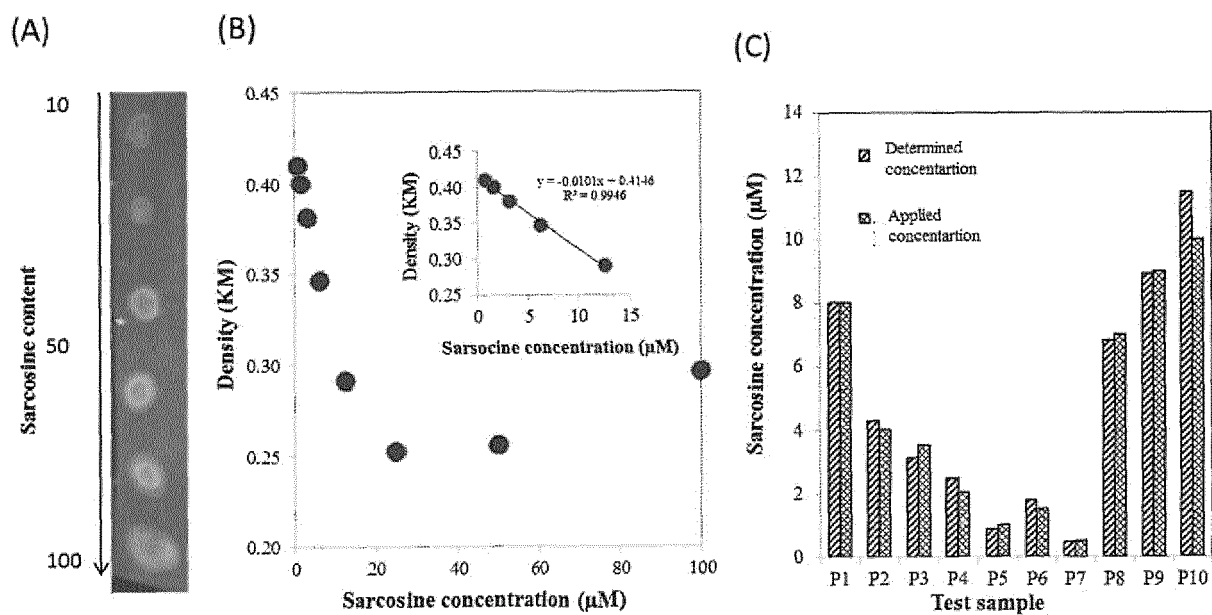 (A)
10
50
100
Sarcosine content
(B)
0.45
0.40
0.35
0.30
0.25
0.20
Density (KM)
0
20
40
60
80
100
Sarcosine concentration (µM)
0.45
0.40
0.35
0.30
0.25
Density (KM)
y = -0.0101x + 0.4146
R² = 0.9946
0
5
10
15
Sarsocine concentration (µM)
(C)
14
12
10
8
6
4
2
0
Sarcosine concentration (µM)
Determined
concentartion
Applied
concentartion
P1 P2 P3 P4 P5 P6 P7 P8 P9 P10
Test sample